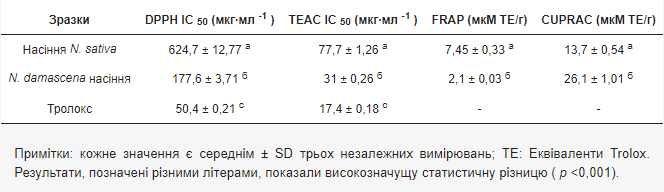 Зразки DPPH IC 50 (мкг·мл -1 ) TEAC IC 50 (мкг·мл -1 ) FRAP (мкМ TE/г) CUPRAC (мкМ TE/г)
Насіння N. sativa 624,7 ± 12,77 а 77,7 ± 1,26 а 7,45 ± 0,33 а 13,7 ± 0,54 а
N. damascena насіння 177,6 ± 3,71 б 31 ± 0,26 б 2,1 ± 0,03 б 26,1 ± 1,01 б
Тролокс 50,4 ± 0,21 с 17,4 ± 0,18 с - -
Примітки: кожне значення є середнім ± SD трьох незалежних вимірювань; TE: Еквіваленти Trolox.
Результати, позначені різними літерами, показали високозначущу статистичну різницю ( p <0,001).